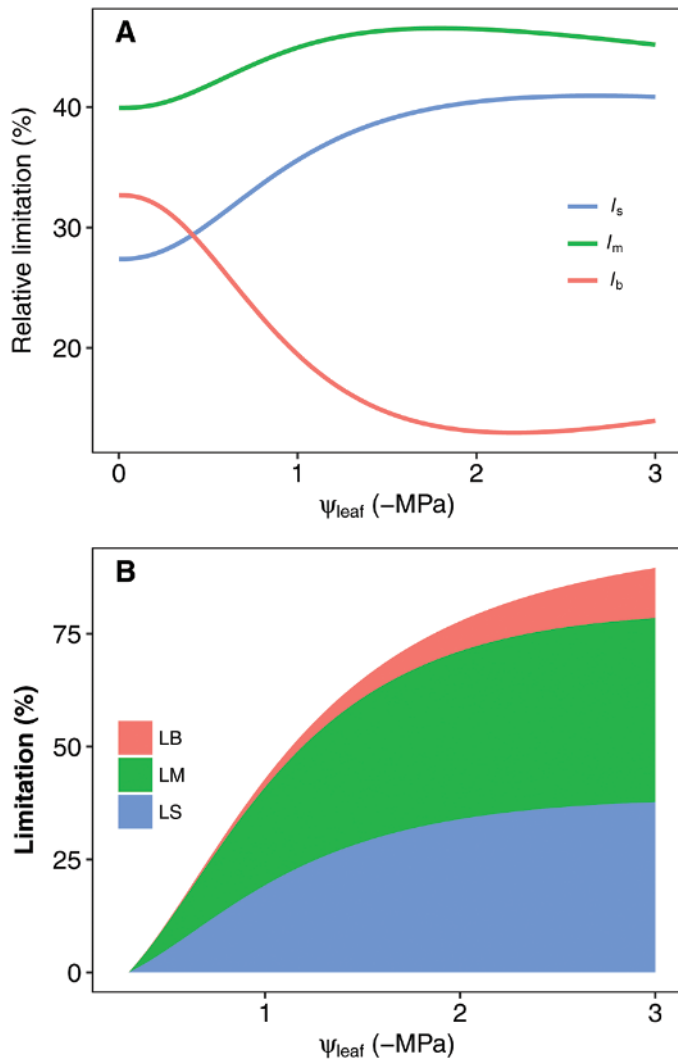 A
Relative limitation (%)
40
30
20
lₛ
lₘ
l_b
0
1
2
3
ψleaf (−MPa)
B
Limitation (%)
75
50
25
0
LB
LM
LS
1
2
3
ψleaf (−MPa)